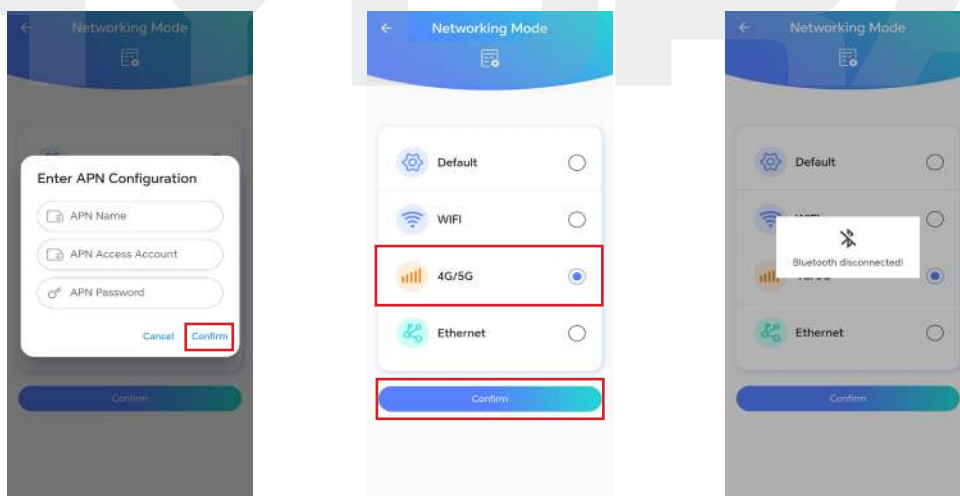 Networking Mode
Enter APN Configuration
APN Name
APN Access Account
APN Password
Cancel Confirm
Confirm
Networking Mode
Default
WIFI
4G/5G
Ethernet
Confirm
Networking Mode
Default
Bluetooth disconnected!
Ethernet
Confirm